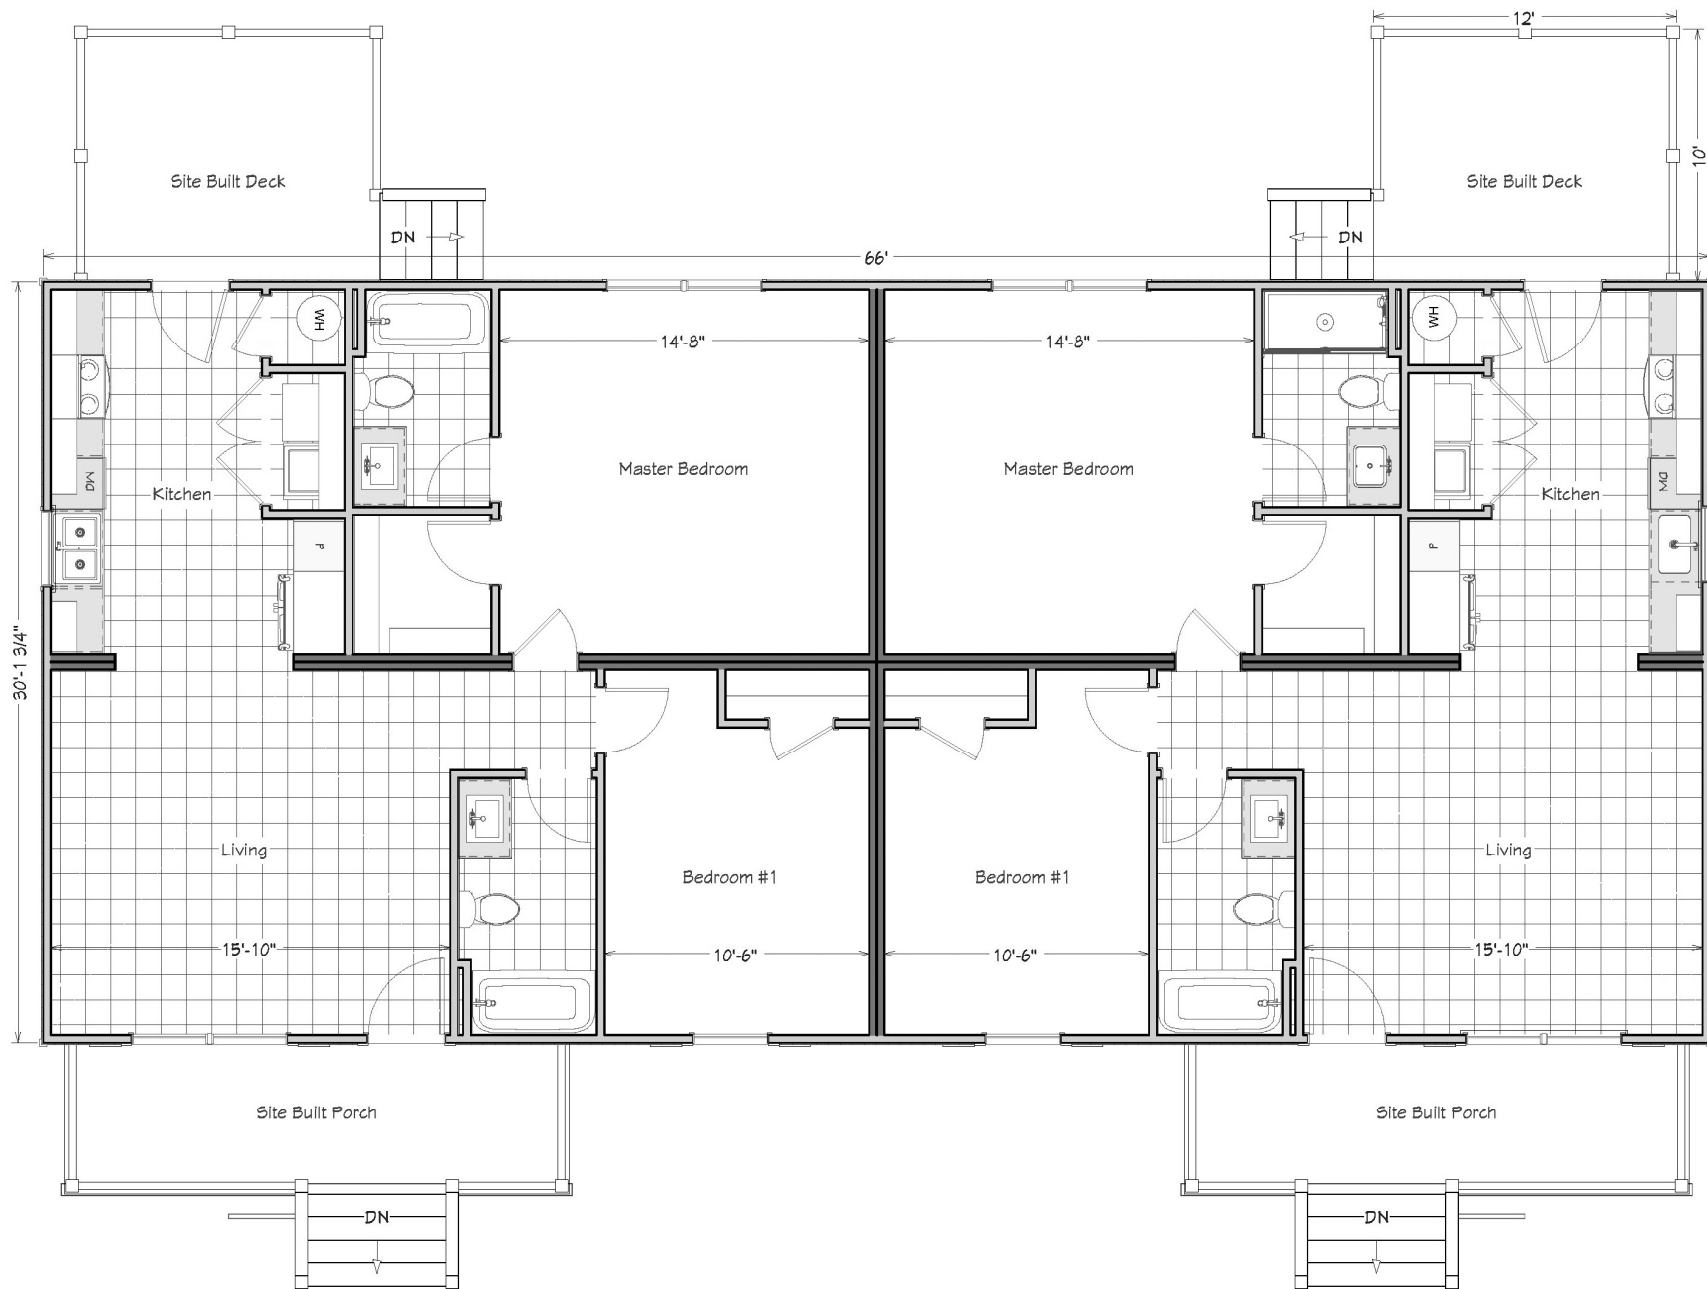 12'
10'
Site Built Deck
Site Built Deck
DN
DN
66'
WH
WH
14'-8"
14'-8"
Master Bedroom
Master Bedroom
DW
Kitchen
Kitchen
DW
P
P
30'-1 3/4"
Living
Bedroom #1
Bedroom #1
Living
15'-10"
10'-6"
10'-6"
15'-10"
Site Built Porch
Site Built Porch
DN
DN